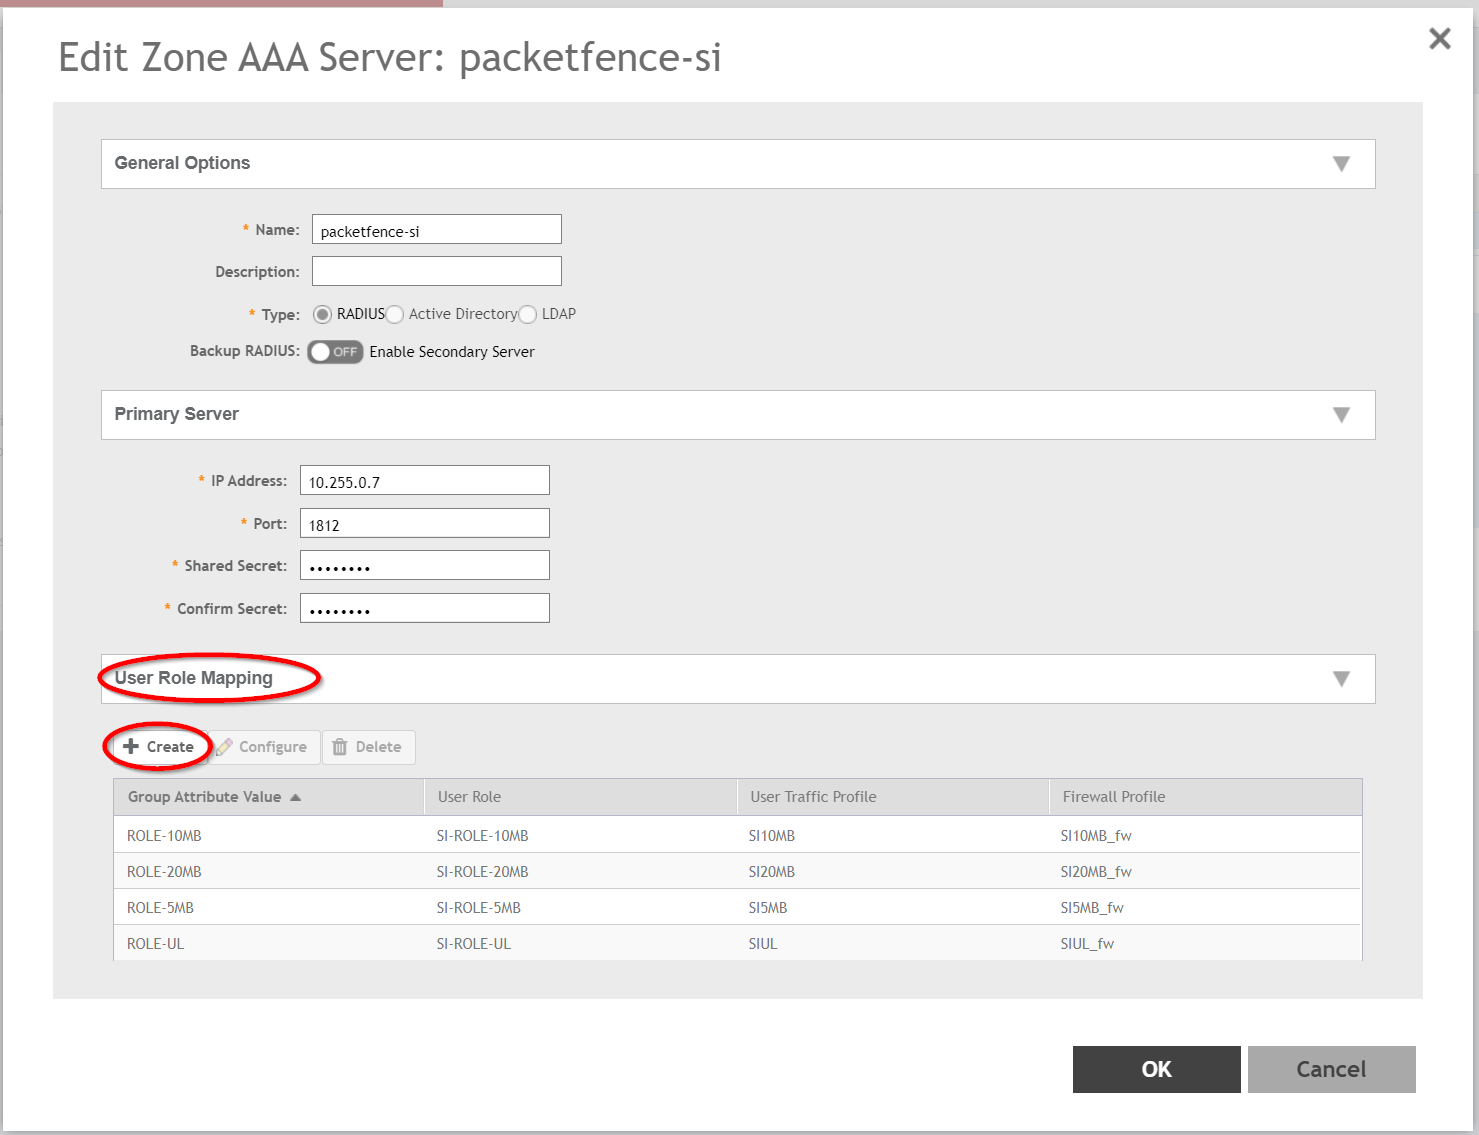 Edit Zone AAA Server: packetfence-si
General Options
* Name: packetfence-si
Description:
* Type: RADIUS Active Directory LDAP
Backup RADIUS: OFF Enable Secondary Server
Primary Server
* IP Address: 10.255.0.7
* Port: 1812
* Shared Secret: ••••••••
* Confirm Secret: ••••••••
User Role Mapping
Create Configure Delete
Group Attribute Value User Role User Traffic Profile Firewall Profile
ROLE-10MB SI-ROLE-10MB SI10MB SI10MB_fw
ROLE-20MB SI-ROLE-20MB SI20MB SI20MB_fw
ROLE-5MB SI-ROLE-5MB SI5MB SI5MB_fw
ROLE-UL SI-ROLE-UL SIUL SIUL_fw
OK Cancel